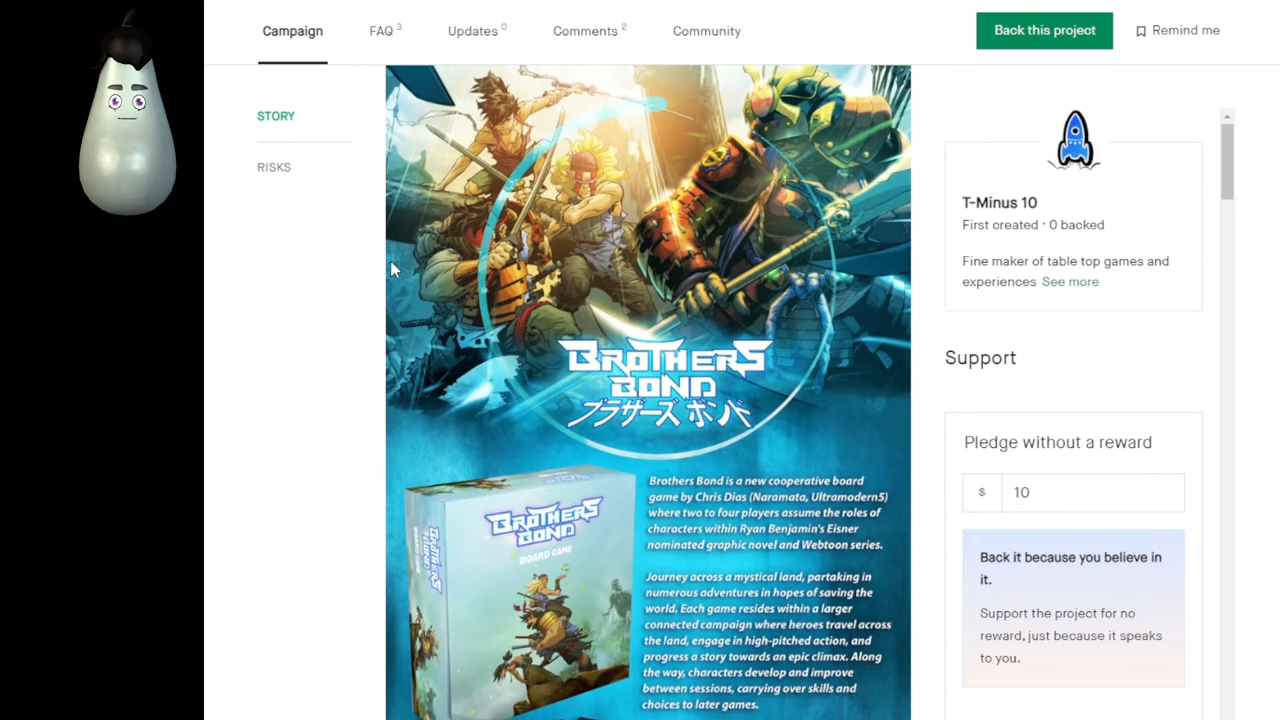 Campaign
FAQ 3
Updates 0
Comments 2
Community
Back this project
Remind me
STORY
RISKS
BROTHERS
BOND
ブラザーズ ボンド
BROTHERS
BOND
BOARD GAME
BROTHERS
BOND
Brothers Bond is a new cooperative board
game by Chris Dias (Naramata, Ultramodern5)
where two to four players assume the roles of
characters within Ryan Benjamin's Eisner
nominated graphic novel and Webtoon series.
Journey across a mystical land, partaking in
numerous adventures in hopes of saving the
world. Each game resides within a larger
connected campaign where heroes travel across
the land, engage in high-pitched action, and
progress a story towards an epic climax. Along
the way, characters develop and improve
between sessions, carrying over skills and
choices to later games.
T-Minus 10
First created · 0 backed
Fine maker of table top games and
experiences See more
Support
Pledge without a reward
$ 10
Back it because you believe in
it.
Support the project for no
reward, just because it speaks
to you.